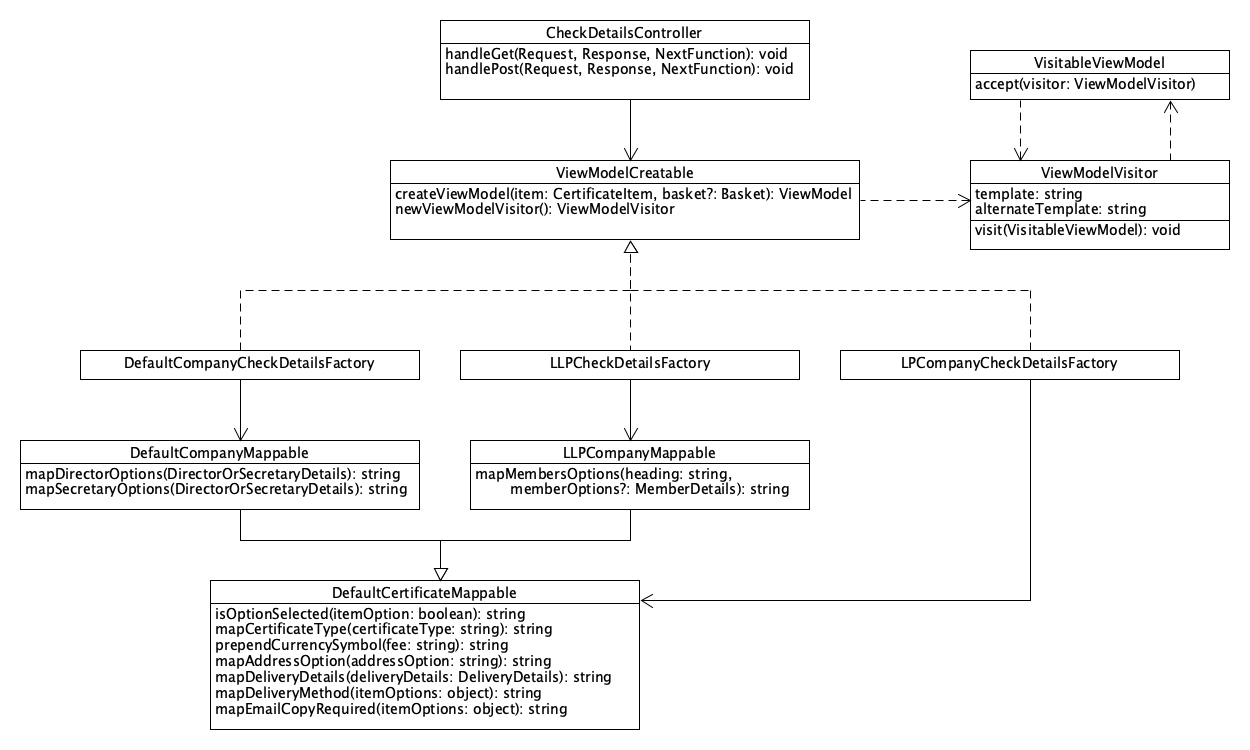 CheckDetailsController
handleGet(Request, Response, NextFunction): void
handlePost(Request, Response, NextFunction): void
VisitableViewModel
accept(visitor: ViewModelVisitor)
ViewModelCreatable
createViewModel(item: CertificateItem, basket?: Basket): ViewModel
newViewModelVisitor(): ViewModelVisitor
ViewModelVisitor
template: string
alternateTemplate: string
visit(VisitableViewModel): void
DefaultCompanyCheckDetailsFactory
LLPCheckDetailsFactory
LPCompanyCheckDetailsFactory
DefaultCompanyMappable
mapDirectorOptions(DirectorOrSecretaryDetails): string
mapSecretaryOptions(DirectorOrSecretaryDetails): string
LLPCompanyMappable
mapMembersOptions(heading: string,
memberOptions?: MemberDetails): string
DefaultCertificateMappable
isOptionSelected(itemOption: boolean): string
mapCertificateType(certificateType: string): string
prependCurrencySymbol(fee: string): string
mapAddressOption(addressOption: string): string
mapDeliveryDetails(deliveryDetails: DeliveryDetails): string
mapDeliveryMethod(itemOptions: object): string
mapEmailCopyRequired(itemOptions: object): string